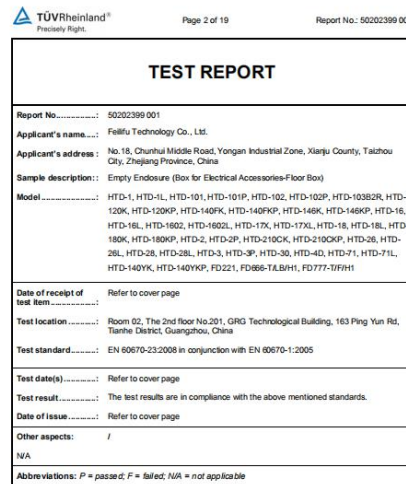 TÜVRheinland®
Precisely Right.
Page 2 of 19
Report No.: 50202399 00
TEST REPORT
Report No..............: 50202399 001
Applicant's name....: Feilifu Technology Co., Ltd.
Applicant's address : No.18, Chunhui Middle Road, Yongan Industrial Zone, Xianju County, Taizhou
City, Zhejiang Province, China
Sample description:: Empty Enclosure (Box for Electrical Accessories-Floor Box)
Model ....................: HTD-1, HTD-1L, HTD-101, HTD-101P, HTD-102, HTD-102P, HTD-103B2R, HTD-
120K, HTD-120KP, HTD-140FK, HTD-140FKP, HTD-146K, HTD-146KP, HTD-16,
HTD-16L, HTD-1602, HTD-1602L, HTD-17X, HTD-17XL, HTD-18, HTD-18L, HTD-
180K, HTD-180KP, HTD-2, HTD-2P, HTD-210CK, HTD-210CKP, HTD-26, HTD-
26L, HTD-28, HTD-28L, HTD-3, HTD-3P, HTD-30, HTD-4D, HTD-71, HTD-71L,
HTD-140YK, HTD-140YKP, FD221, FD666-T/LB/H1, FD777-T/F/H1
Date of receipt of
test item .................: Refer to cover page
Test location ...........: Room 02, The 2nd floor No.201, GRG Technological Building, 163 Ping Yun Rd,
Tianhe District, Guangzhou, China
Test standard..........: EN 60670-23:2008 in conjunction with EN 60670-1:2005
Test date(s).............: Refer to cover page
Test result...............: The test results are in compliance with the above mentioned standards.
Date of issue...........: Refer to cover page
Other aspects: /
N/A
Abbreviations: P = passed; F = failed; N/A = not applicable